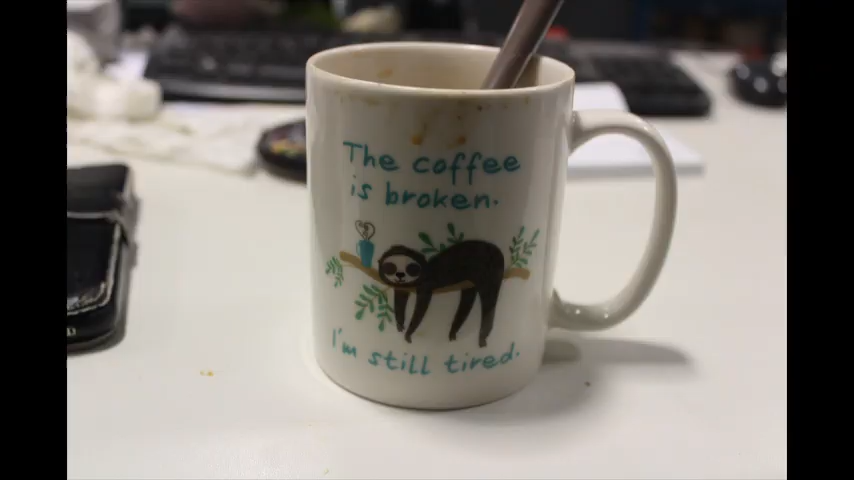 The coffee
is broken.
I'm still tired.